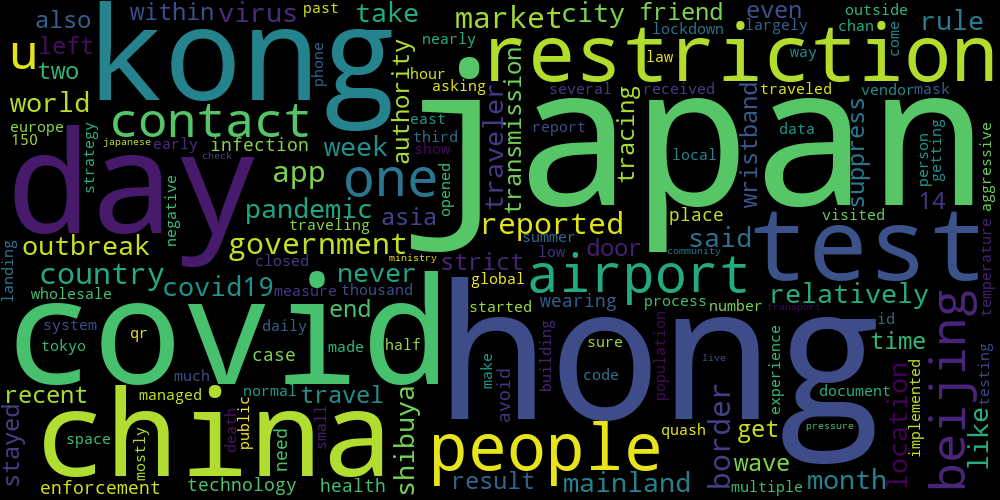 within virus past take market city friend even outside rule
also lockdown largely chan
u left kong nearly restriction way come
two phone hour asking law
world contact authority several received traveled vendor mask
europe 150 strategy japanese early infection week east third report transmission traveler tracing data wristband suppress
check show japan local person getting aggressive
day negative app one opened 14
pandemic asia reported place visited
outbreak traveling government said test
closed ministry summer low door community
landing country never strict airport temperature
covid19 measure thousand global relatively
wholesale end started wearing process number transport
system qr daily made half hong id time beijing
tokyo case building sure
covid live experience
much make code population
recent managed normal travel avoid document testing
china death public small shibuya people quash border get pressure location implemented like
stayed space mostly need wave
enforcement technology health result mainland multiple month